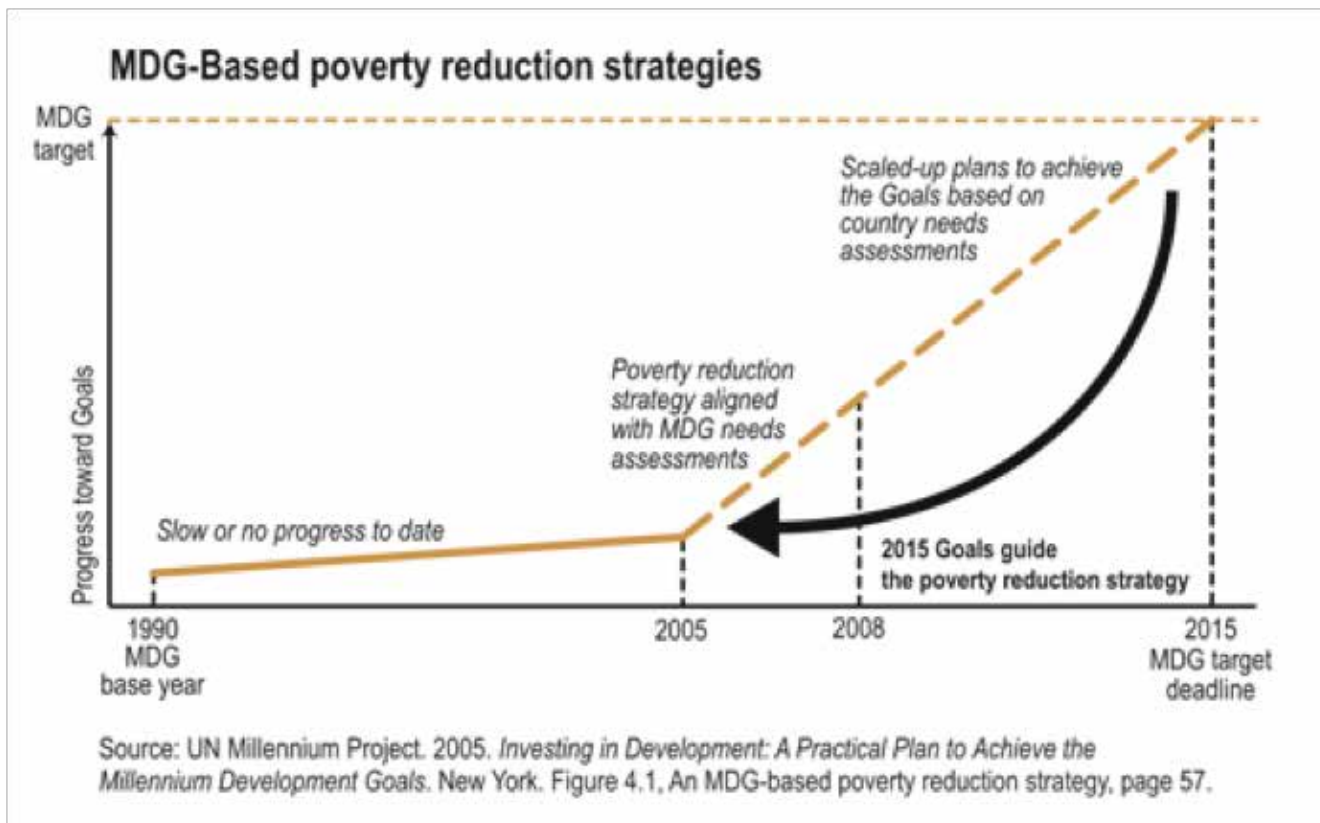 MDG-Based poverty reduction strategies
MDG
target
Scaled-up plans to achieve
the Goals based on
country needs
assessments
Poverty reduction
strategy aligned
with MDG needs
assessments
Progress toward Goals
Slow or no progress to date
2015 Goals guide
the poverty reduction strategy
1990
MDG
base year
2005
2008
2015
MDG target
deadline
Source: UN Millennium Project. 2005. Investing in Development: A Practical Plan to Achieve the
Millennium Development Goals. New York. Figure 4.1, An MDG-based poverty reduction strategy, page 57.